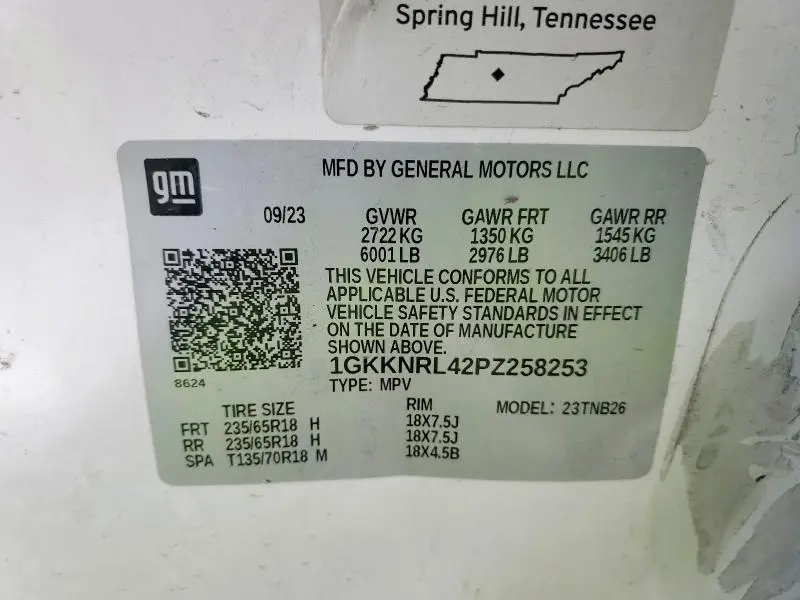 Spring Hill, Tennessee
gm
MFD BY GENERAL MOTORS LLC
09/23 GVWR GAWR FRT GAWR RR
2722 KG 1350 KG 1545 KG
6001 LB 2976 LB 3406 LB
THIS VEHICLE CONFORMS TO ALL
APPLICABLE U.S. FEDERAL MOTOR
VEHICLE SAFETY STANDARDS IN EFFECT
ON THE DATE OF MANUFACTURE
SHOWN ABOVE.
1GKKNRL42PZ258253
8624
TYPE: MPV
TIRE SIZE RIM MODEL: 23TNB26
FRT 235/65R18 H 18X7.5J
RR 235/65R18 H 18X7.5J
SPA T135/70R18 M 18X4.5B